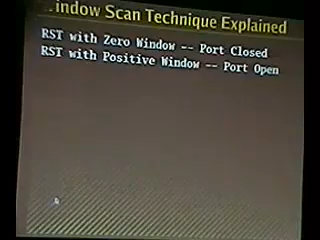 indow Scan Technique Explained
RST with Zero Window -- Port Closed
RST with Positive Window -- Port Open